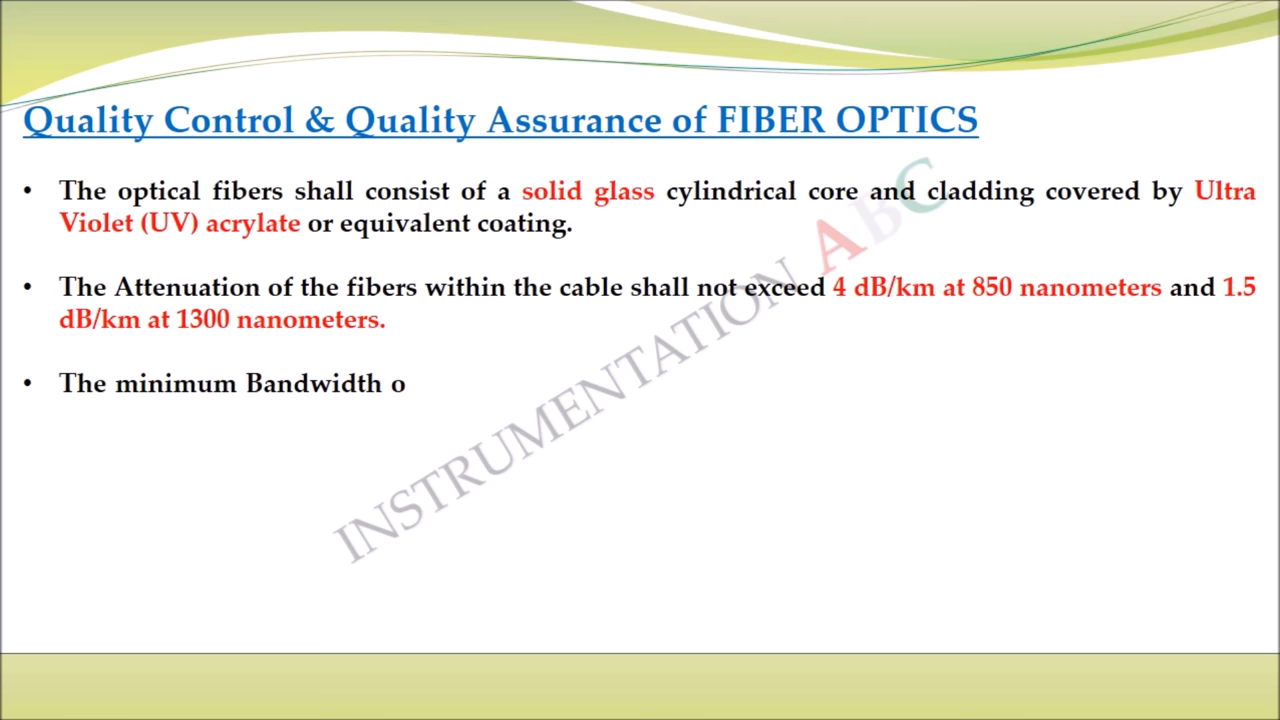 Quality Control & Quality Assurance of FIBER OPTICS
• The optical fibers shall consist of a solid glass cylindrical core and cladding covered by Ultra
Violet (UV) acrylate or equivalent coating.
• The Attenuation of the fibers within the cable shall not exceed 4 dB/km at 850 nanometers and 1.5
dB/km at 1300 nanometers.
• The minimum Bandwidth o
INSTRUMENTATION ABC